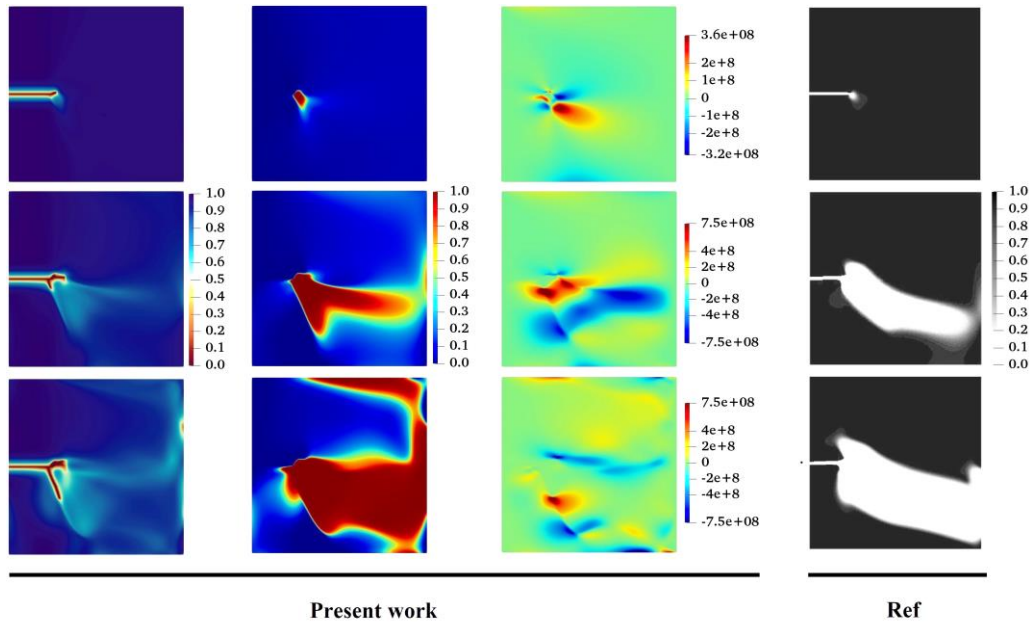 3.6e+08
2e+8
1e+8
0
-1e+8
-2e+8
-3.2e+08
1.0
0.9
0.8
0.7
0.6
0.5
0.4
0.3
0.2
0.1
0.0
1.0
0.9
0.8
0.7
0.6
0.5
0.4
0.3
0.2
0.1
0.0
7.5e+08
4e+8
2e+8
0
-2e+8
-4e+8
-7.5e+08
1.0
0.9
0.8
0.7
0.6
0.5
0.4
0.3
0.2
0.1
0.0
7.5e+08
4e+8
2e+8
0
-2e+8
-4e+8
-7.5e+08
Present work
Ref